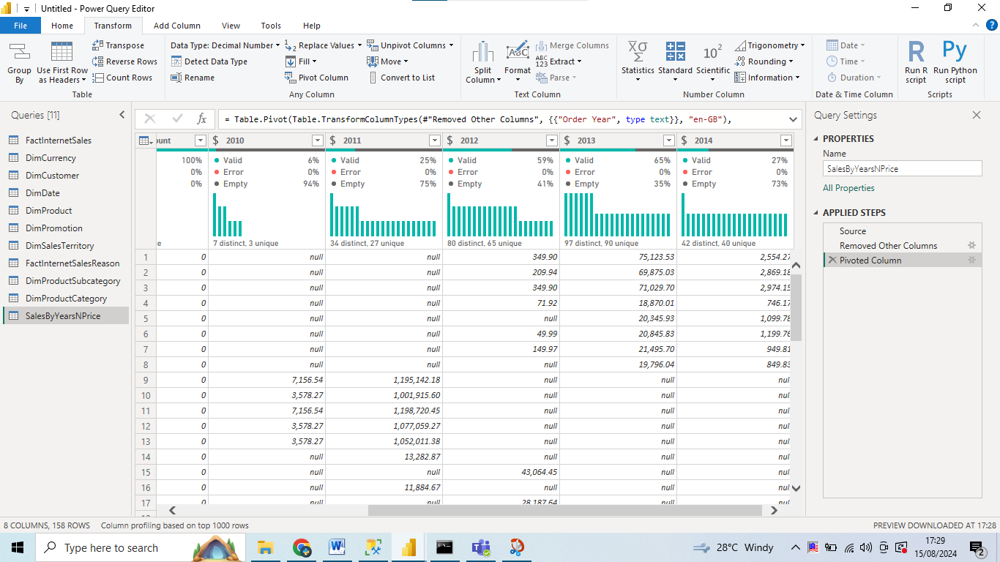 Untitled - Power Query Editor
File Home Transform Add Column View Tools Help
Group By
Use First Row as Headers
Transpose
Reverse Rows
Count Rows
Table
Data Type: Decimal Number
Detect Data Type
Rename
Replace Values
Fill
Pivot Column
Unpivot Columns
Move
Convert to List
Any Column
Split Column
Format
Merge Columns
Extract
Parse
Text Column
Statistics
Standard
Scientific
Trigonometry
Rounding
Information
Number Column
Date
Time
Duration
Date & Time Column
Run R script
Run Python script
Scripts
Queries [11]
FactInternetSales
DimCurrency
DimCustomer
DimDate
DimProduct
DimPromotion
DimSalesTerritory
FactInternetSalesReason
DimProductSubcategory
DimProductCategory
SalesByYearsNPrice
= Table.Pivot(Table.TransformColumnTypes(#"Removed Other Columns", {{"Order Year", type text}}, "en-GB"),
$ 2010 $ 2011 $ 2012 $ 2013 $ 2014
100% Valid 6% Valid 25% Valid 59% Valid 65% Valid 27%
0% Error 0% Error 0% Error 0% Error 0% Error 0%
0% Empty 94% Empty 75% Empty 41% Empty 35% Empty 73%
7 distinct, 3 unique 34 distinct, 27 unique 80 distinct, 65 unique 97 distinct, 90 unique 42 distinct, 40 unique
1 0 null null 349.90 75,123.53 2,554.27
2 0 null null 209.94 69,875.03 2,869.18
3 0 null null 349.90 71,029.70 2,974.15
4 0 null null 71.92 18,870.01 746.17
5 0 null null null 20,345.93 1,099.78
6 0 null null 49.99 20,845.83 1,199.76
7 0 null null 149.97 21,495.70 949.81
8 0 null null null 19,796.04 849.83
9 0 7,156.54 1,195,142.18 null null nul
10 0 3,578.27 1,001,915.60 null null nul
11 0 7,156.54 1,198,720.45 null null nul
12 0 3,578.27 1,077,059.27 null null nul
13 0 3,578.27 1,052,011.38 null null nul
14 0 null 13,282.87 null null nul
15 0 null null 43,064.45 null nul
16 0 null 11,884.67 null null nul
17 0 null null 28,187.64 null nul
Query Settings
PROPERTIES
Name
SalesByYearsNPrice
All Properties
APPLIED STEPS
Source
Removed Other Columns
Pivoted Column
8 COLUMNS, 158 ROWS Column profiling based on top 1000 rows PREVIEW DOWNLOADED AT 17:28
Type here to search
28°C Windy
17:29
15/08/2024
2